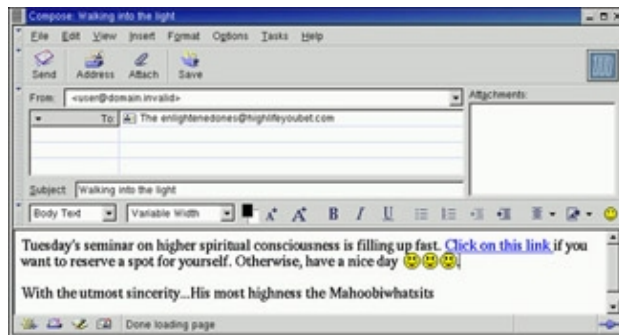 Compose: Walking into the light
File Edit View Insert Format Options Tasks Help
Send Address Attach Save
From: <user@domain.invalid>
Attachments:
To: The enlightenedones@highlifeyoubet.com
Subject: Walking into the light
Body Text Variable Width A A B I U
Tuesday's seminar on higher spiritual consciousness is filling up fast. Click on this link if you
want to reserve a spot for yourself. Otherwise, have a nice day
With the utmost sincerity...His most highness the Mahoobiwhatsits
Done loading page